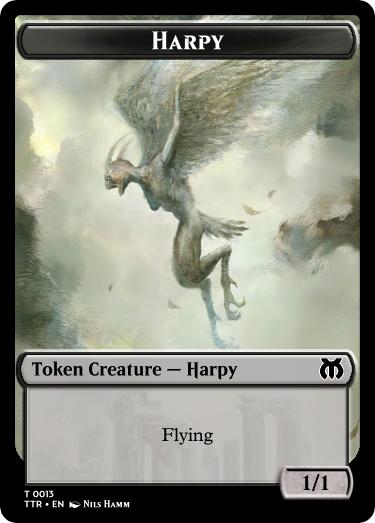 Harpy
Token Creature — Harpy
Flying
1/1
T 0013
TTR • EN Nils Hamm